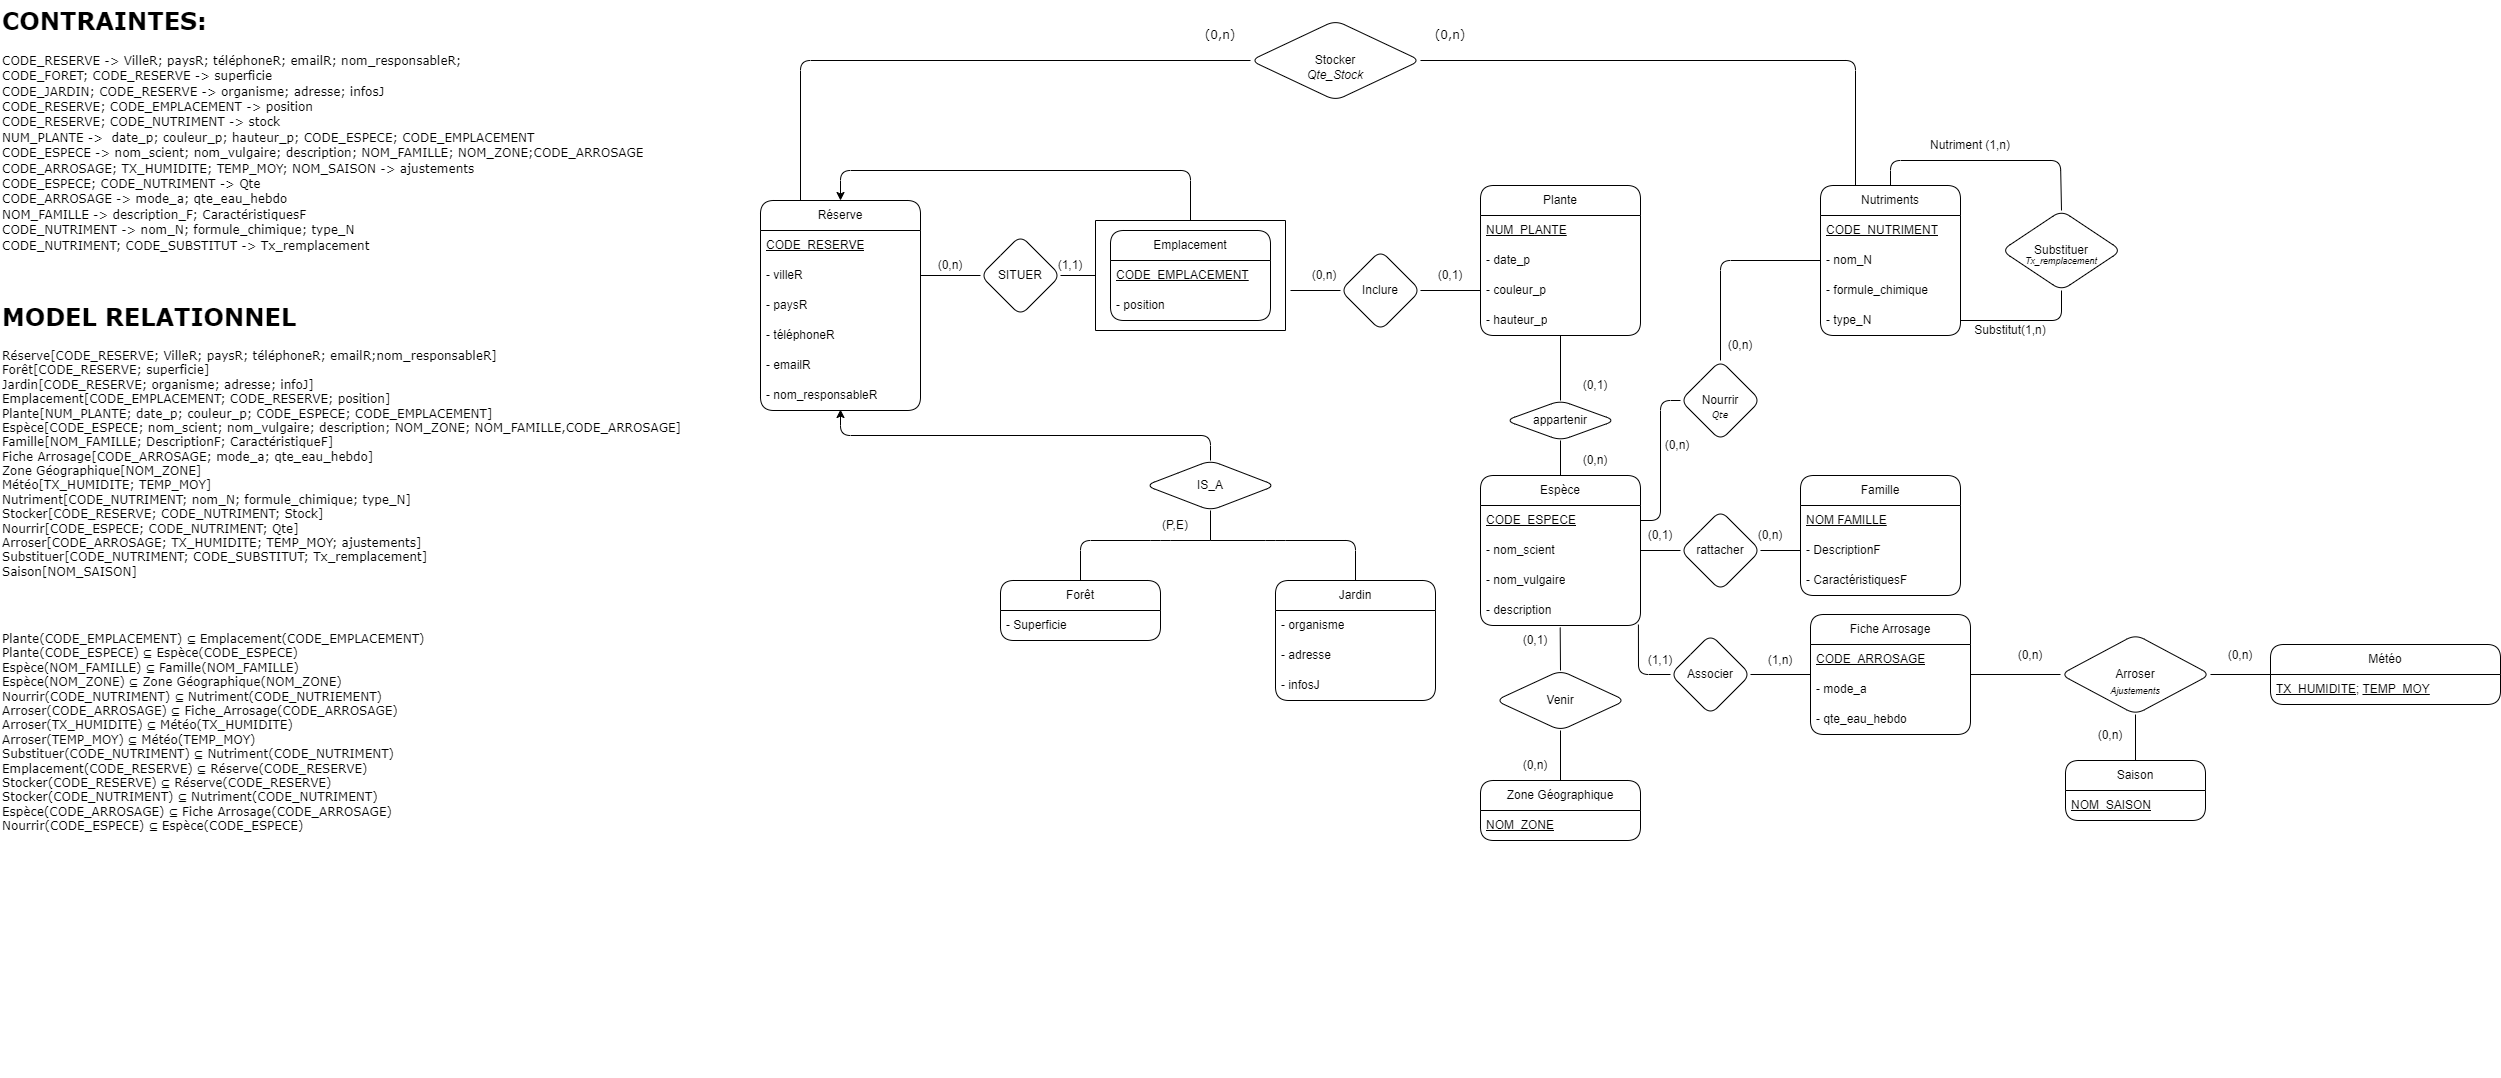 CONTRAINTES:
CODE_RESERVE -> VilleR; paysR; téléphoneR; emailR; nom_responsableR;
CODE_FORET; CODE_RESERVE -> superficie
CODE_JARDIN; CODE_RESERVE -> organisme; adresse; infosJ
CODE_RESERVE; CODE_EMPLACEMENT -> position
CODE_RESERVE; CODE_NUTRIMENT -> stock
NUM_PLANTE -> date_p; couleur_p; hauteur_p; CODE_ESPECE; CODE_EMPLACEMENT
CODE_ESPECE -> nom_scient; nom_vulgaire; description; NOM_FAMILLE; NOM_ZONE;CODE_ARROSAGE
CODE_ARROSAGE; TX_HUMIDITE; TEMP_MOY; NOM_SAISON -> ajustements
CODE_ESPECE; CODE_NUTRIMENT -> Qte
CODE_ARROSAGE -> mode_a; qte_eau_hebdo
NOM_FAMILLE -> description_F; CaractéristiquesF
CODE_NUTRIMENT -> nom_N; formule_chimique; type_N
CODE_NUTRIMENT; CODE_SUBSTITUT -> Tx_remplacement
MODEL RELATIONNEL
Réserve[CODE_RESERVE; VilleR; paysR; téléphoneR; emailR;nom_responsableR]
Forêt[CODE_RESERVE; superficie]
Jardin[CODE_RESERVE; organisme; adresse; infoJ]
Emplacement[CODE_EMPLACEMENT; CODE_RESERVE; position]
Plante[NUM_PLANTE; date_p; couleur_p; CODE_ESPECE; CODE_EMPLACEMENT]
Espèce[CODE_ESPECE; nom_scient; nom_vulgaire; description; NOM_ZONE; NOM_FAMILLE,CODE_ARROSAGE]
Famille[NOM_FAMILLE; DescriptionF; CaractéristiqueF]
Fiche Arrosage[CODE_ARROSAGE; mode_a; qte_eau_hebdo]
Zone Géographique[NOM_ZONE]
Météo[TX_HUMIDITE; TEMP_MOY]
Nutriment[CODE_NUTRIMENT; nom_N; formule_chimique; type_N]
Stocker[CODE_RESERVE; CODE_NUTRIMENT; Stock]
Nourrir[CODE_ESPECE; CODE_NUTRIMENT; Qte]
Arroser[CODE_ARROSAGE; TX_HUMIDITE; TEMP_MOY; ajustements]
Substituer[CODE_NUTRIMENT; CODE_SUBSTITUT; Tx_remplacement]
Saison[NOM_SAISON]
Plante(CODE_EMPLACEMENT) ⊆ Emplacement(CODE_EMPLACEMENT)
Plante(CODE_ESPECE) ⊆ Espèce(CODE_ESPECE)
Espèce(NOM_FAMILLE) ⊆ Famille(NOM_FAMILLE)
Espèce(NOM_ZONE) ⊆ Zone Géographique(NOM_ZONE)
Nourrir(CODE_NUTRIMENT) ⊆ Nutriment(CODE_NUTRIEMENT)
Arroser(CODE_ARROSAGE) ⊆ Fiche_Arrosage(CODE_ARROSAGE)
Arroser(TX_HUMIDITE) ⊆ Météo(TX_HUMIDITE)
Arroser(TEMP_MOY) ⊆ Météo(TEMP_MOY)
Substituer(CODE_NUTRIMENT) ⊆ Nutriment(CODE_NUTRIMENT)
Emplacement(CODE_RESERVE) ⊆ Réserve(CODE_RESERVE)
Stocker(CODE_RESERVE) ⊆ Réserve(CODE_RESERVE)
Stocker(CODE_NUTRIMENT) ⊆ Nutriment(CODE_NUTRIMENT)
Espèce(CODE_ARROSAGE) ⊆ Fiche Arrosage(CODE_ARROSAGE)
Nourrir(CODE_ESPECE) ⊆ Espèce(CODE_ESPECE)
(0,n)
Stocker
Qte_Stock
(0,n)
Réserve
CODE_RESERVE
- villeR
- paysR
- téléphoneR
- emailR
- nom_responsableR
(0,n)
SITUER
(1,1)
Emplacement
CODE_EMPLACEMENT
- position
(0,n)
Inclure
(0,1)
Plante
NUM_PLANTE
- date_p
- couleur_p
- hauteur_p
Nutriments
CODE_NUTRIMENT
- nom_N
- formule_chimique
- type_N
Nutriment (1,n)
Substituer
Tx_remplacement
Substitut(1,n)
(0,n)
Nourrir
Qte
(0,n)
(0,1)
appartenir
(0,n)
IS_A
(P,E)
Forêt
- Superficie
Jardin
- organisme
- adresse
- infosJ
Espèce
CODE_ESPECE
- nom_scient
- nom_vulgaire
- description
(0,1)
rattacher
(0,n)
Famille
NOM FAMILLE
- DescriptionF
- CaractéristiquesF
(0,1)
Venir
(0,n)
Zone Géographique
NOM_ZONE
(1,1)
Associer
(1,n)
Fiche Arrosage
CODE_ARROSAGE
- mode_a
- qte_eau_hebdo
(0,n)
Arroser
Ajustements
(0,n)
Météo
TX_HUMIDITE; TEMP_MOY
(0,n)
Saison
NOM_SAISON